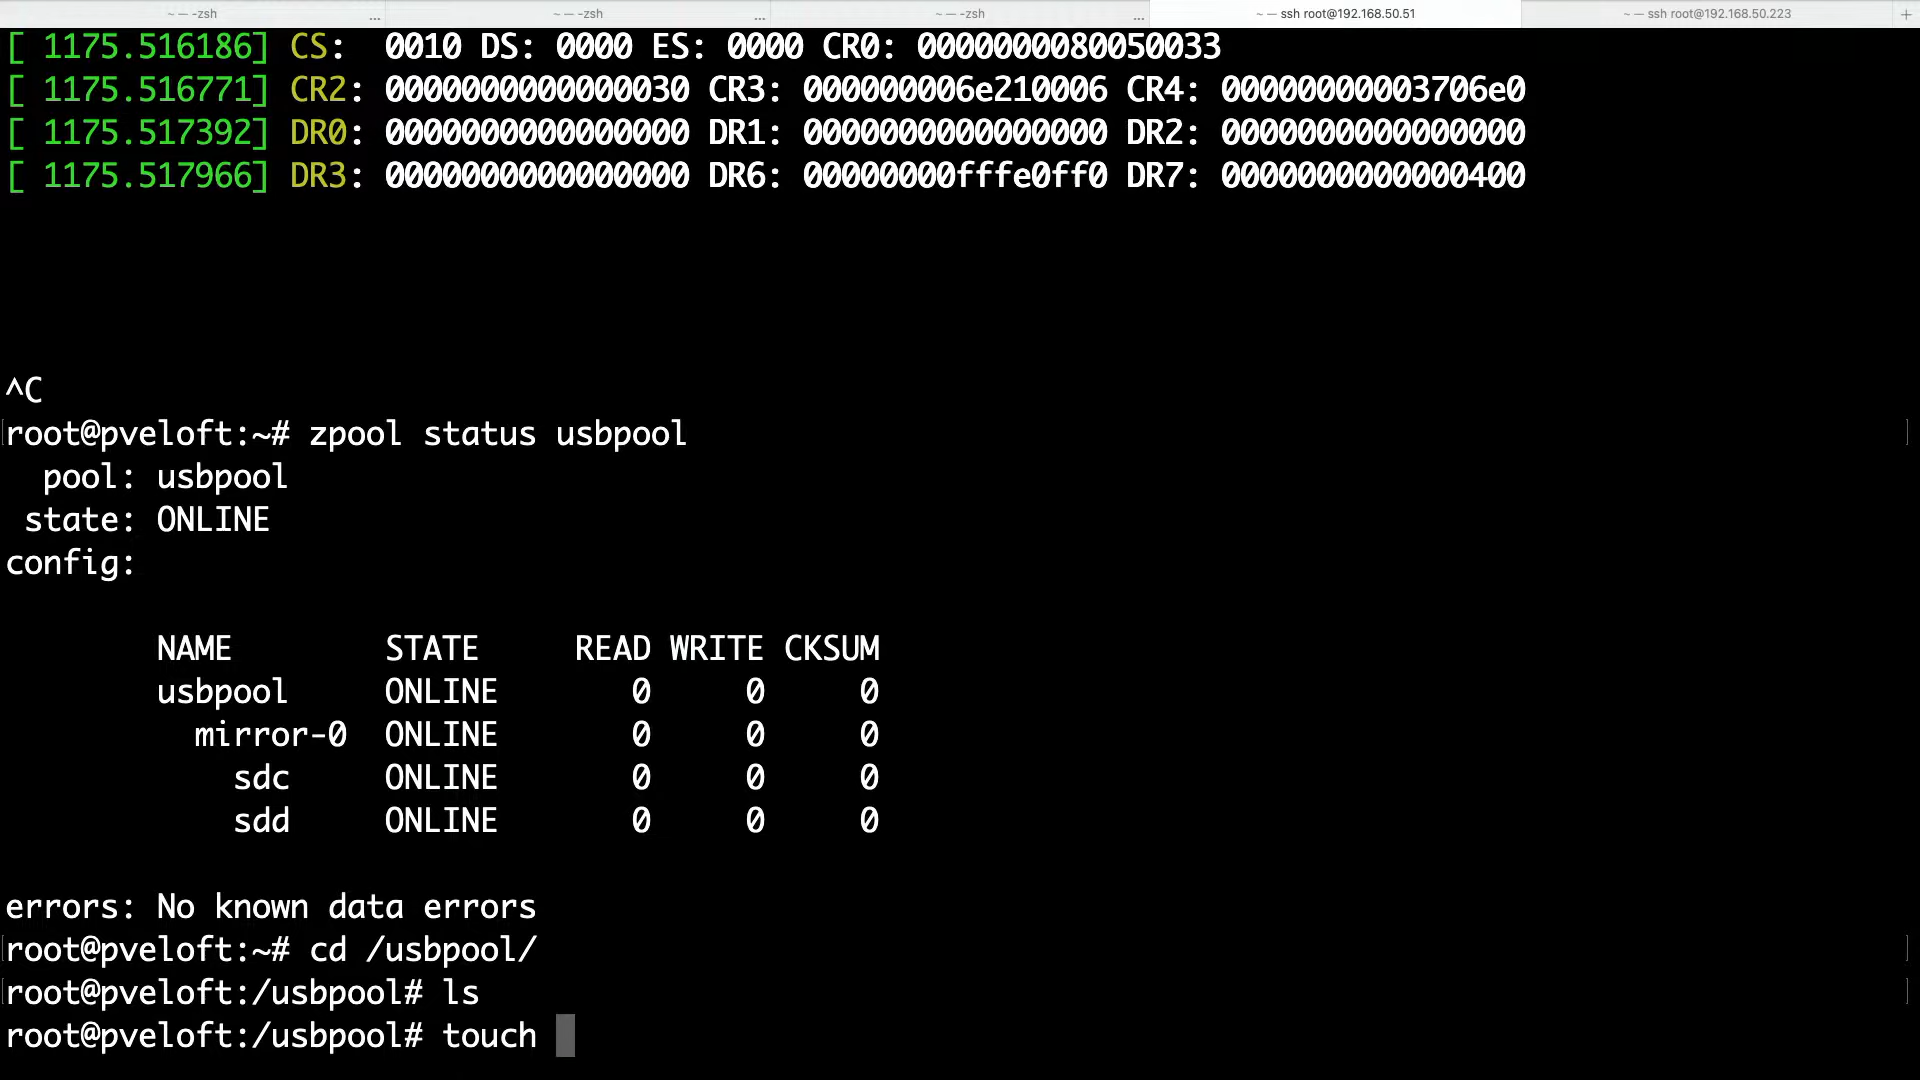 ~ — -zsh ... ~ — -zsh ... ~ — -zsh ... ~ — ssh root@192.168.50.51 ~ — ssh root@192.168.50.223 +
[ 1175.516186] CS:  0010 DS: 0000 ES: 0000 CR0: 0000000080050033
[ 1175.516771] CR2: 0000000000000030 CR3: 000000006e210006 CR4: 00000000003706e0
[ 1175.517392] DR0: 0000000000000000 DR1: 0000000000000000 DR2: 0000000000000000
[ 1175.517966] DR3: 0000000000000000 DR6: 00000000fffe0ff0 DR7: 0000000000000400
^C
[root@pveloft:~# zpool status usbpool ]
  pool: usbpool
 state: ONLINE
config:
        NAME        STATE     READ WRITE CKSUM
        usbpool     ONLINE       0     0     0
          mirror-0  ONLINE       0     0     0
            sdc     ONLINE       0     0     0
            sdd     ONLINE       0     0     0
errors: No known data errors
[root@pveloft:~# cd /usbpool/ ]
[root@pveloft:/usbpool# ls ]
root@pveloft:/usbpool# touch